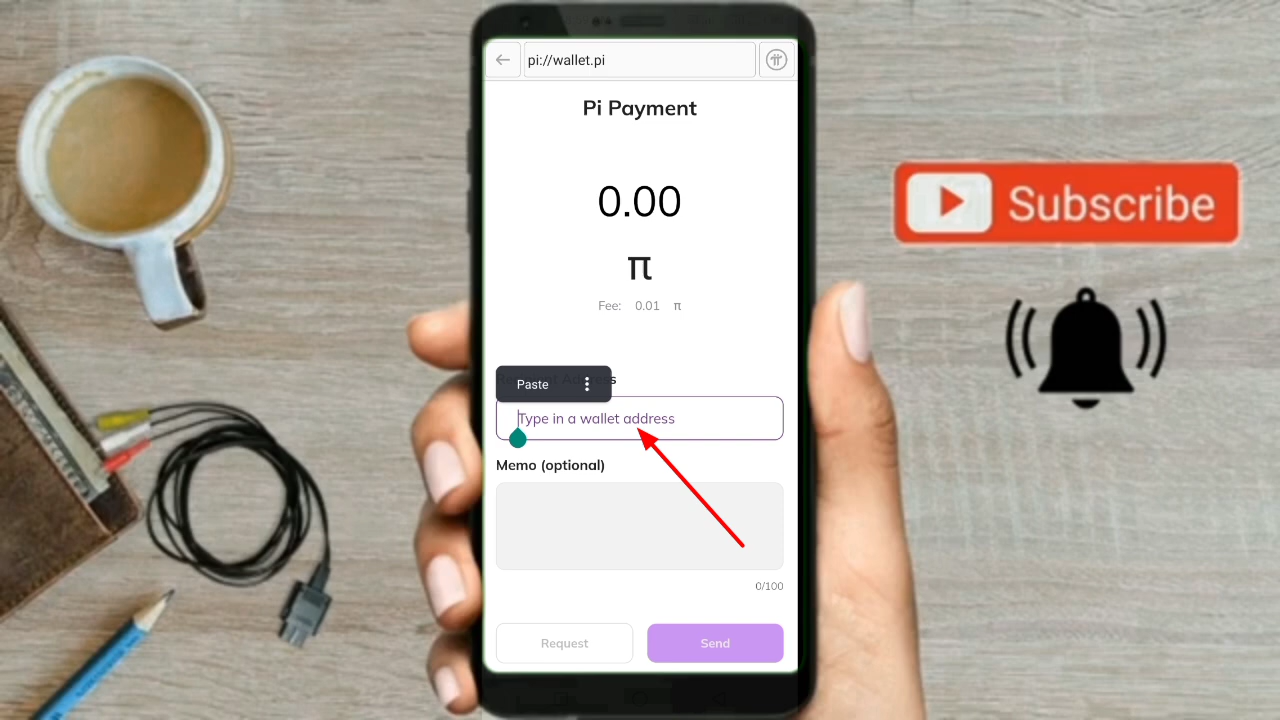 pi://wallet.pi
Pi Payment
0.00
π
Fee: 0.01 π
Paste
Type in a wallet address
Memo (optional)
0/100
Request
Send
Subscribe